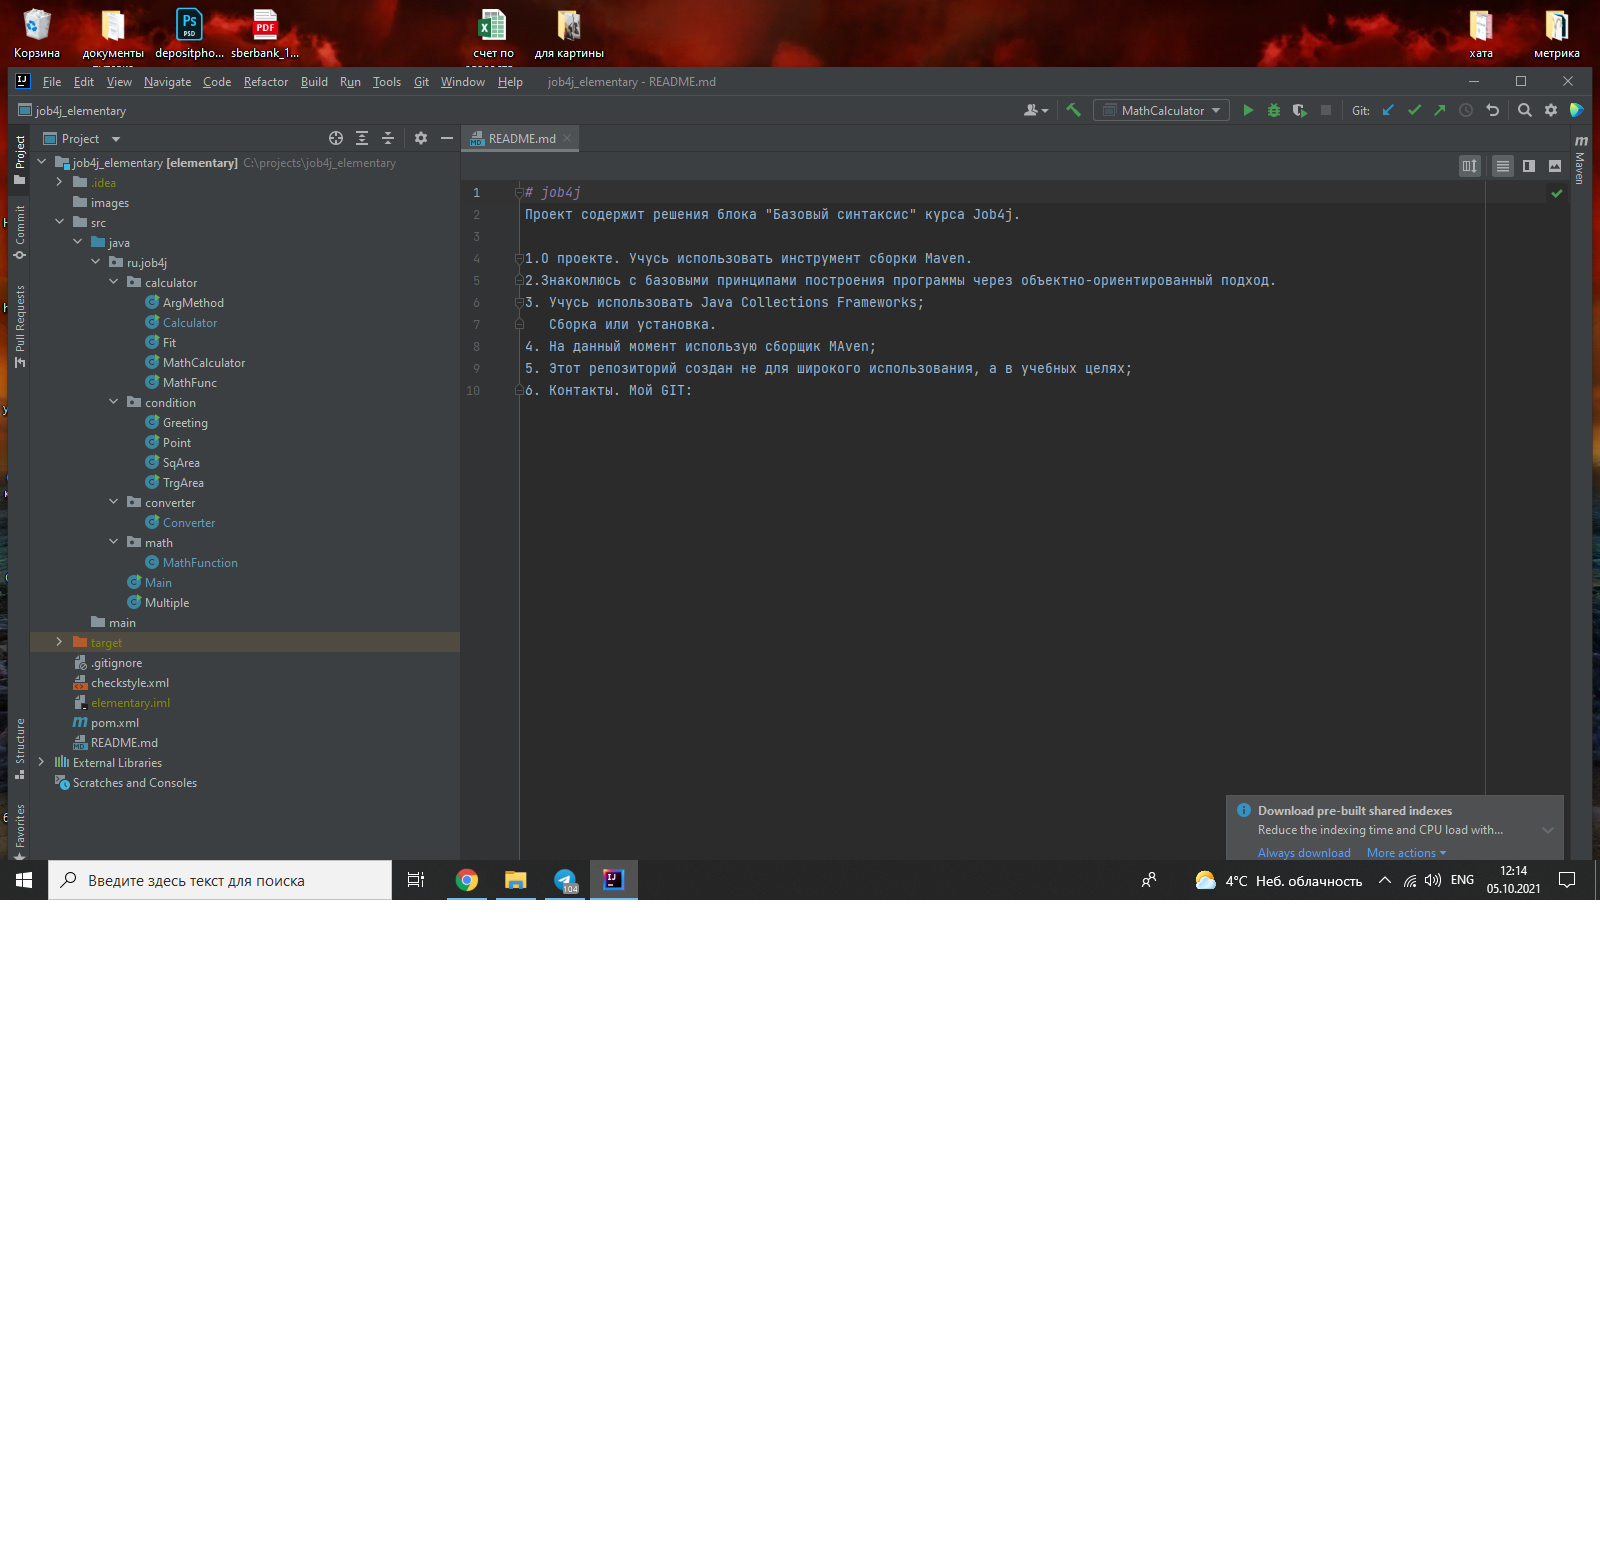 Корзина
документы
depositpho...
sberbank_1...
счет по
для картины
хата
метрика
File Edit View Navigate Code Refactor Build Run Tools Git Window Help job4j_elementary - README.md
job4j_elementary
MathCalculator
Git:
Project
README.md
Project
Commit
Pull Requests
Structure
Favorites
Maven
job4j_elementary [elementary] C:\projects\job4j_elementary
.idea
images
src
java
ru.job4j
calculator
ArgMethod
Calculator
Fit
MathCalculator
MathFunc
condition
Greeting
Point
SqArea
TrgArea
converter
Converter
math
MathFunction
Main
Multiple
main
target
.gitignore
checkstyle.xml
elementary.iml
pom.xml
README.md
External Libraries
Scratches and Consoles
1 # job4j
2 Проект содержит решения блока "Базовый синтаксис" курса Job4j.
3
4 1.О проекте. Учусь использовать инструмент сборки Maven.
5 2.Знакомлюсь с базовыми принципами построения программы через объектно-ориентированный подход.
6 3. Учусь использовать Java Collections Frameworks;
7 Сборка или установка.
8 4. На данный момент использую сборщик MAven;
9 5. Этот репозиторий создан не для широкого использования, а в учебных целях;
10 6. Контакты. Мой GIT:
Download pre-built shared indexes
Reduce the indexing time and CPU load with...
Always download More actions
Введите здесь текст для поиска
104
4°C Неб. облачность
ENG
12:14
05.10.2021